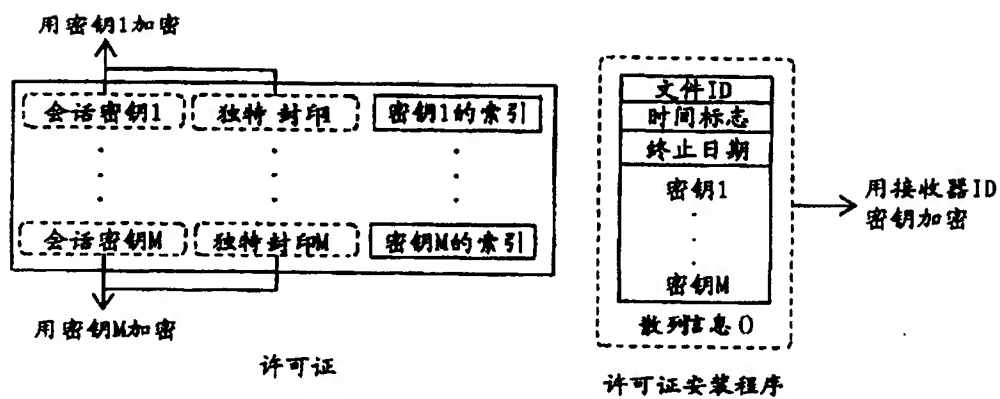 用密钥1加密
会话密钥1 独特封印1 密钥1的索引
会话密钥M 独特封印M 密钥M的索引
用密钥M加密
许可证
文件ID
时间标志
终止日期
密钥1
密钥M
散列信息()
用接收器ID
密钥加密
许可证安装程序